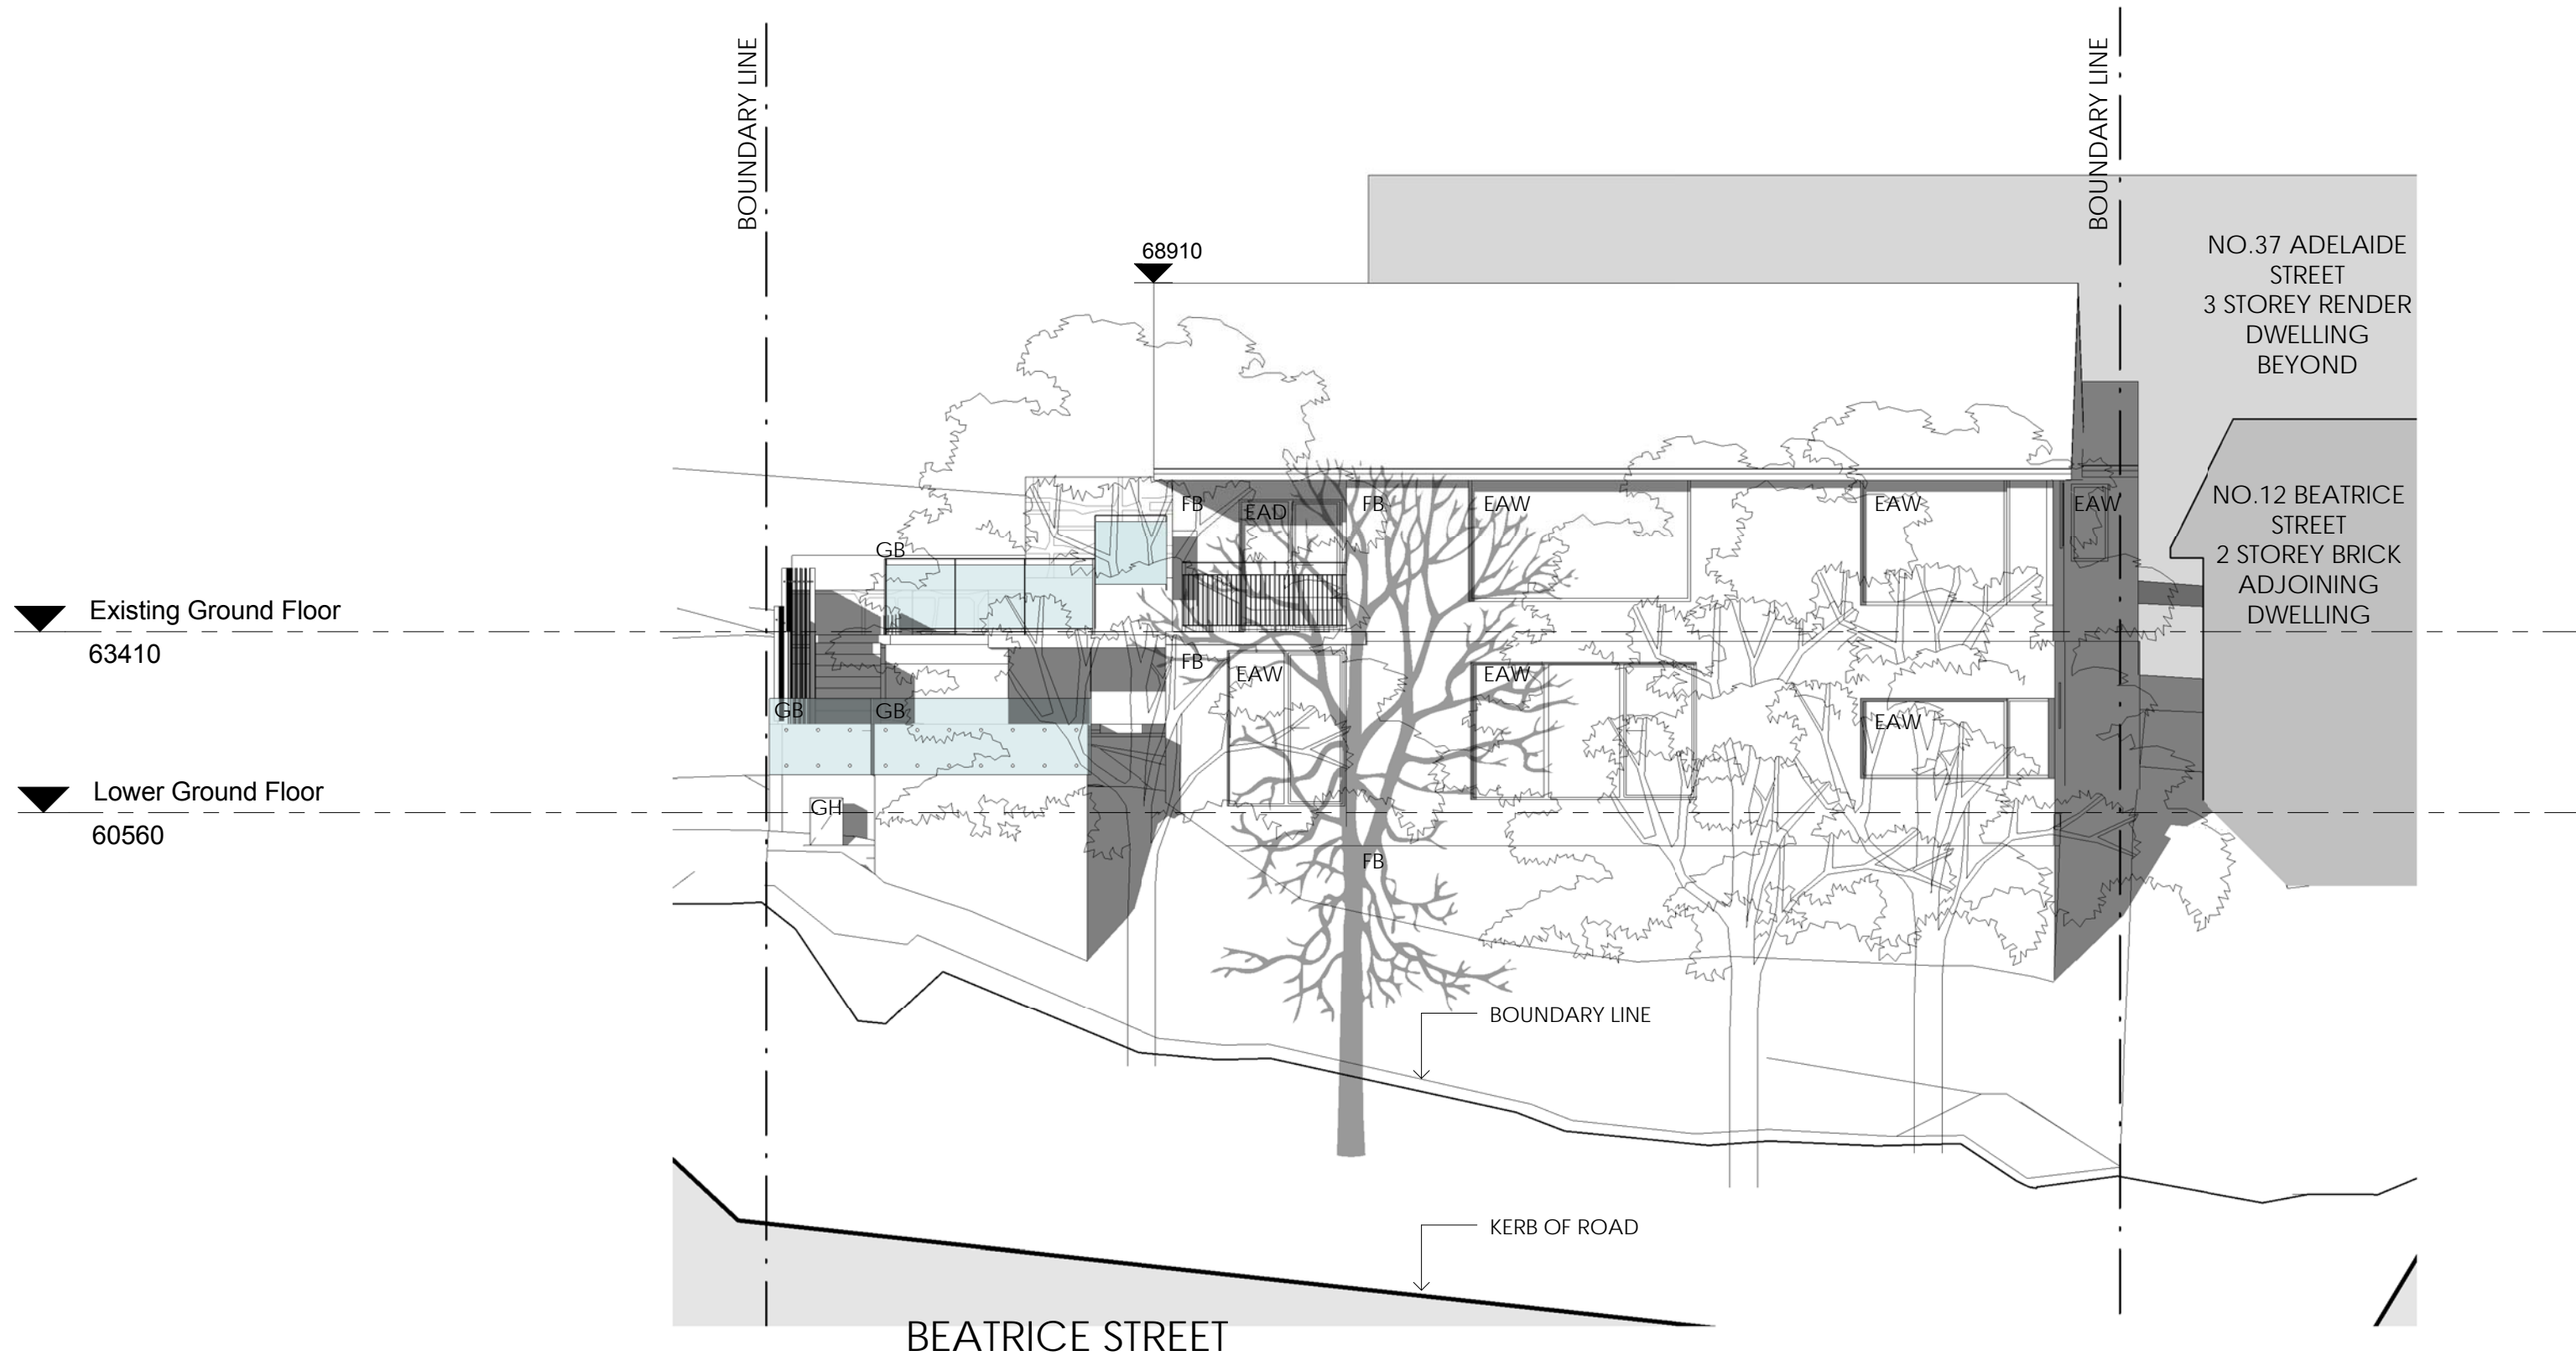 BOUNDARY LINE
BOUNDARY LINE
68910
NO.37 ADELAIDE
STREET
3 STOREY RENDER
DWELLING
BEYOND
NO.12 BEATRICE
STREET
2 STOREY BRICK
ADJOINING
DWELLING
FB
EAD
FB
EAW
EAW
EAW
GB
Existing Ground Floor
63410
FB
EAW
EAW
GB
GB
EAW
Lower Ground Floor
60560
GH
FB
BOUNDARY LINE
KERB OF ROAD
BEATRICE STREET